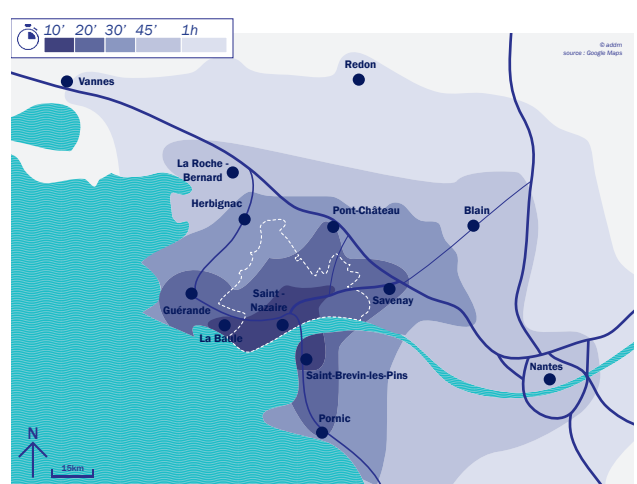 10’ 20’ 30’ 45’ 1h
© addrn
source : Google Maps
Redon
Vannes
La Roche -
Bernard
Herbignac
Pont-Château
Blain
Saint -
Nazaire
Savenay
Guérande
La Baule
Nantes
Saint-Brevin-les-Pins
Pornic
N
15km